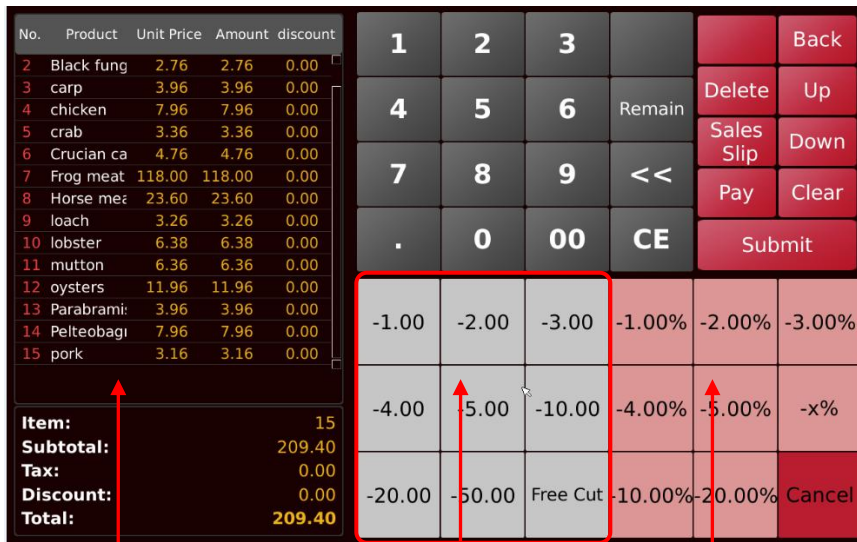 No. Product Unit Price Amount discount
2 Black fung 2.76 2.76 0.00
3 carp 3.96 3.96 0.00
4 chicken 7.96 7.96 0.00
5 crab 3.36 3.36 0.00
6 Crucian ca 4.76 4.76 0.00
7 Frog meat 118.00 118.00 0.00
8 Horse mea 23.60 23.60 0.00
9 loach 3.26 3.26 0.00
10 lobster 6.38 6.38 0.00
11 mutton 6.36 6.36 0.00
12 oysters 11.96 11.96 0.00
13 Parabrami 3.96 3.96 0.00
14 Pelteobagr 7.96 7.96 0.00
15 pork 3.16 3.16 0.00
Item: 15
Subtotal: 209.40
Tax: 0.00
Discount: 0.00
Total: 209.40
1 2 3
4 5 6 Remain
7 8 9 <<
. 0 00 CE
Back
Delete Up
Sales
Slip
Down
Pay Clear
Submit
-1.00 -2.00 -3.00 -1.00% -2.00% -3.00%
-4.00 -5.00 -10.00 -4.00% -5.00% -x%
-20.00 -50.00 Free Cut -10.00% -20.00% Cancel